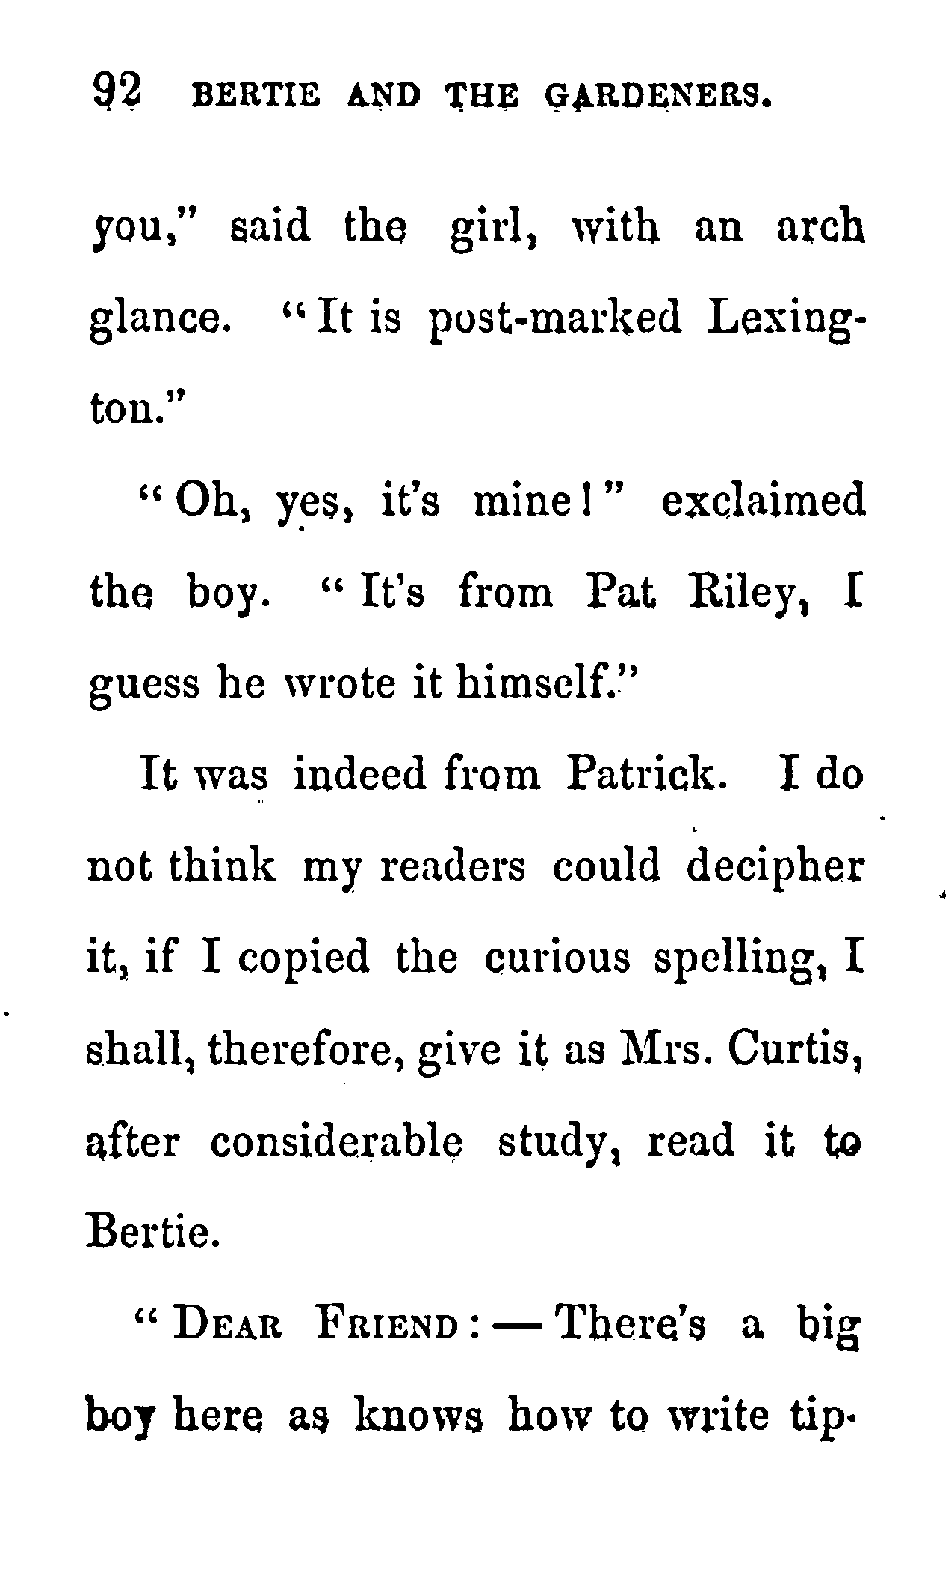 92 BERTIE AND THE GARDENERS.
you," said the girl, with an arch
glance. "It is post-marked Lexing-
ton."
"Oh, yes, it's mine!" exclaimed
the boy. "It's from Pat Riley, I
guess he wrote it himself."
It was indeed from Patrick. I do
not think my readers could decipher
it, if I copied the curious spelling, I
shall, therefore, give it as Mrs. Curtis,
after considerable study, read it to
Bertie.
"DEAR FRIEND:—There's a big
boy here as knows how to write tip-